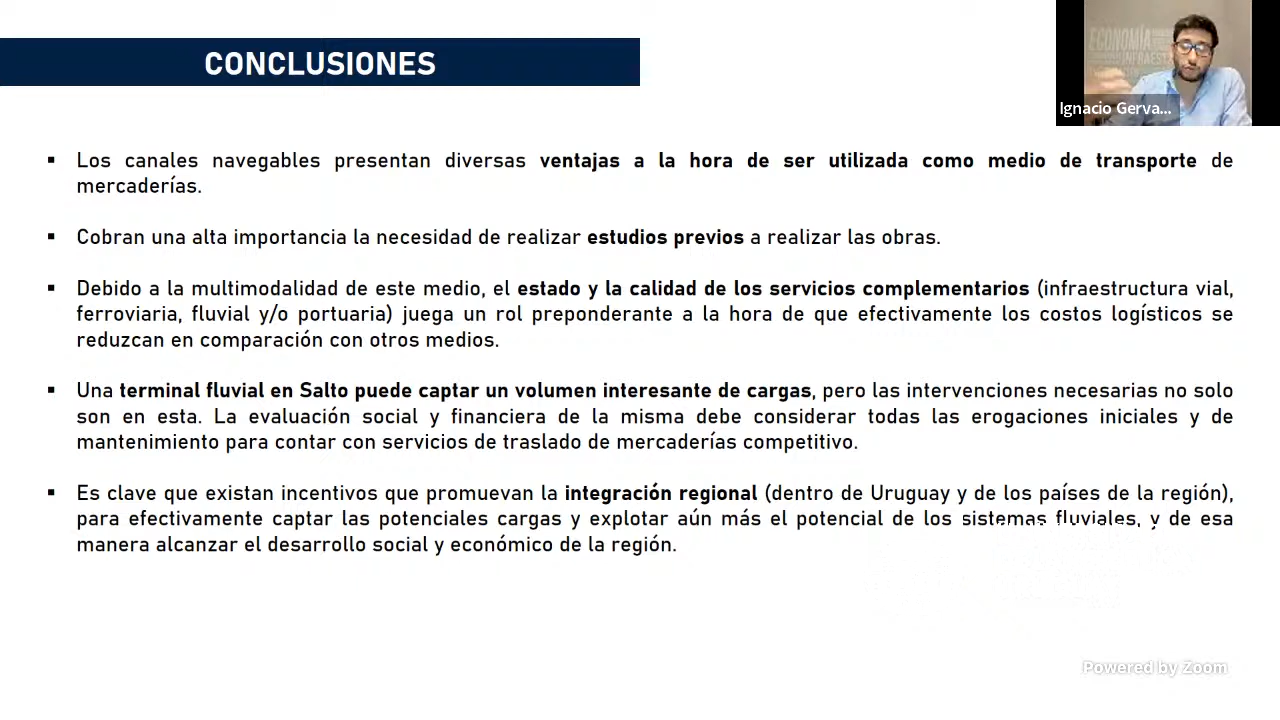 CONCLUSIONES
ECONOMÍA
Ignacio Gerva...
▪ Los canales navegables presentan diversas ventajas a la hora de ser utilizada como medio de transporte de
mercaderías.
▪ Cobran una alta importancia la necesidad de realizar estudios previos a realizar las obras.
▪ Debido a la multimodalidad de este medio, el estado y la calidad de los servicios complementarios (infraestructura vial,
ferroviaria, fluvial y/o portuaria) juega un rol preponderante a la hora de que efectivamente los costos logísticos se
reduzcan en comparación con otros medios.
▪ Una terminal fluvial en Salto puede captar un volumen interesante de cargas, pero las intervenciones necesarias no solo
son en esta. La evaluación social y financiera de la misma debe considerar todas las erogaciones iniciales y de
mantenimiento para contar con servicios de traslado de mercaderías competitivo.
▪ Es clave que existan incentivos que promuevan la integración regional (dentro de Uruguay y de los países de la región),
para efectivamente captar las potenciales cargas y explotar aún más el potencial de los sistemas fluviales, y de esa
manera alcanzar el desarrollo social y económico de la región.
Powered by Zoom